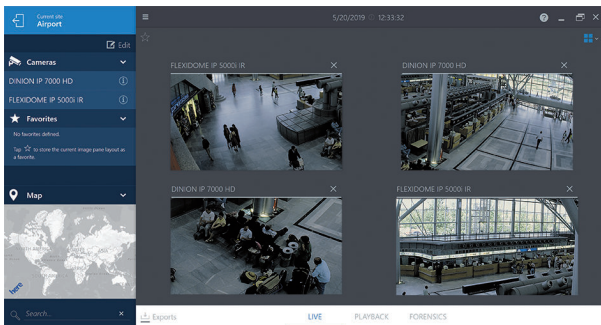 Current site
Airport
Edit
Cameras
DINION IP 7000 HD
FLEXIDOME IP 5000i IR
Favorites
No favorites defined.
Tap ☆ to store the current image pane layout as
a favorite.
Map
here
Search...
5/20/2019 12:33:32
FLEXIDOME IP 5000i IR
DINION IP 7000 HD
DINION IP 7000 HD
FLEXIDOME IP 5000i IR
Exports
LIVE
PLAYBACK
FORENSICS